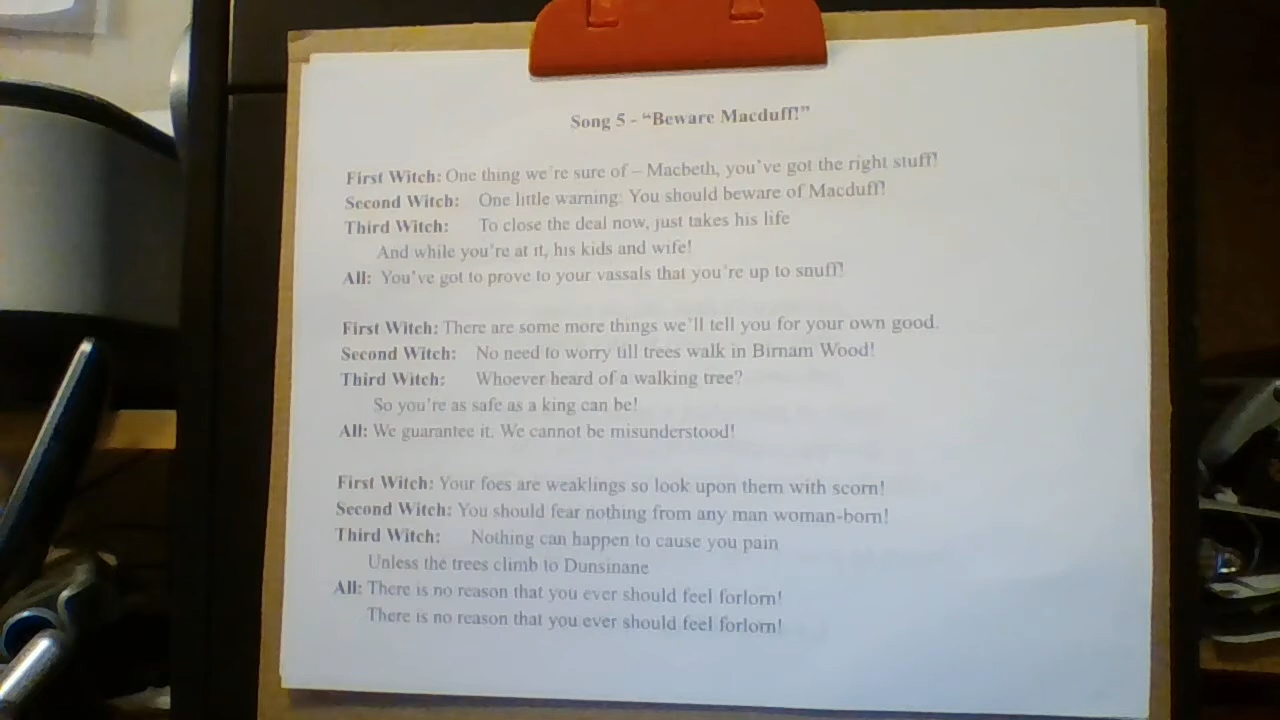 Song 5 - “Beware Macduff!”
First Witch: One thing we’re sure of – Macbeth, you’ve got the right stuff!
Second Witch: One little warning: You should beware of Macduff!
Third Witch: To close the deal now, just takes his life
And while you’re at it, his kids and wife!
All: You’ve got to prove to your vassals that you’re up to snuff!
First Witch: There are some more things we’ll tell you for your own good.
Second Witch: No need to worry till trees walk in Birnam Wood!
Third Witch: Whoever heard of a walking tree?
So you’re as safe as a king can be!
All: We guarantee it. We cannot be misunderstood!
First Witch: Your foes are weaklings so look upon them with scorn!
Second Witch: You should fear nothing from any man woman-born!
Third Witch: Nothing can happen to cause you pain
Unless the trees climb to Dunsinane
All: There is no reason that you ever should feel forlorn!
There is no reason that you ever should feel forlorn!